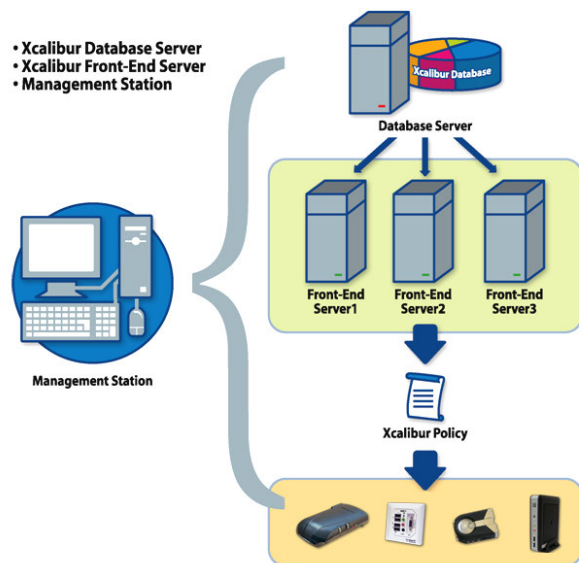 • Xcalibur Database Server
• Xcalibur Front-End Server
• Management Station
Xcalibur Database
Database Server
Front-End
Server1
Front-End
Server2
Front-End
Server3
Management Station
Xcalibur Policy